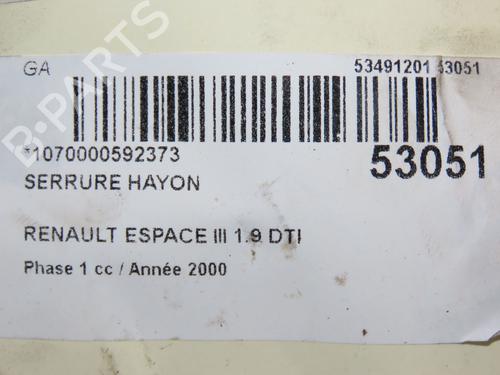 GA
53491201 53051
*1070000592373
53051
SERRURE HAYON
RENAULT ESPACE III 1.9 DTI
Phase 1 cc / Année 2000
B-PARTS